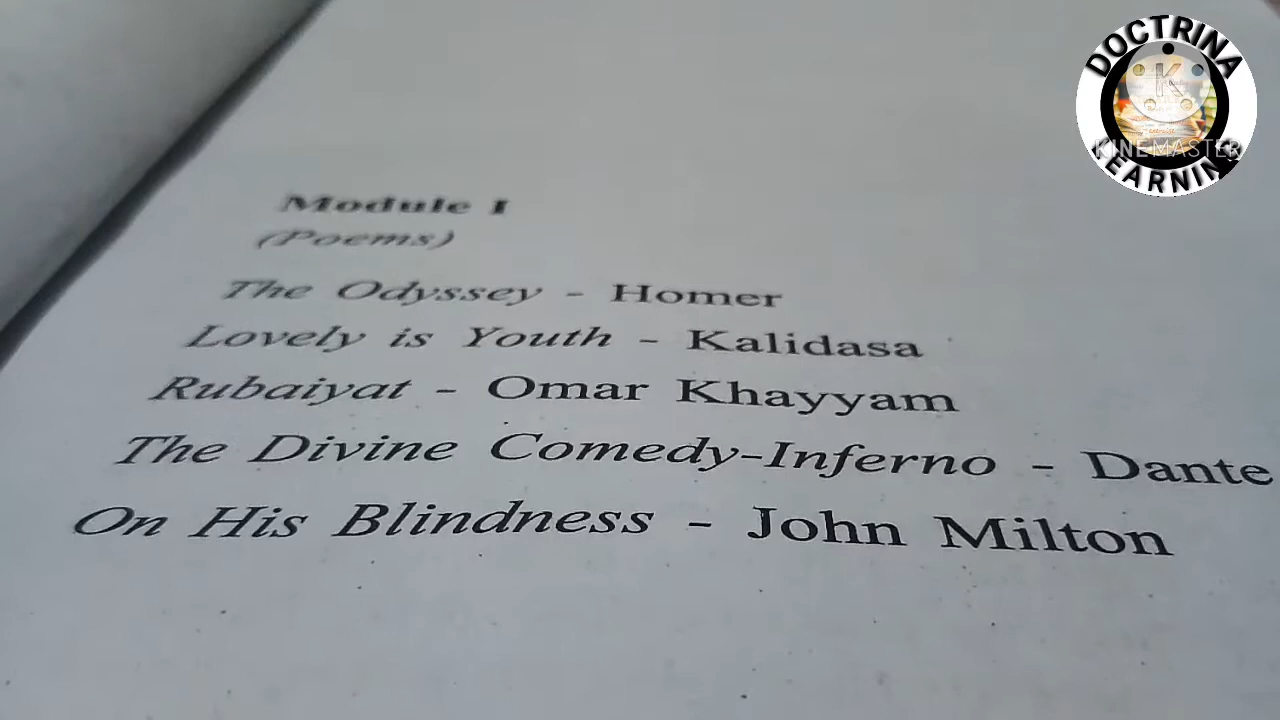 DOCTRINA
K
KINEMASTER
LEARNING
Module I
(Poems)
The Odyssey - Homer
Lovely is Youth - Kalidasa
Rubaiyat - Omar Khayyam
The Divine Comedy-Inferno - Dante
On His Blindness - John Milton